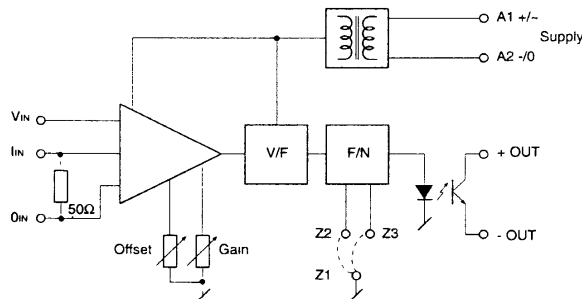 A1 +/~
Supply
A2 -/0
VIN
IIN
50Ω
0IN
V/F
F/N
+ OUT
- OUT
Offset
Gain
Z2
Z3
Z1